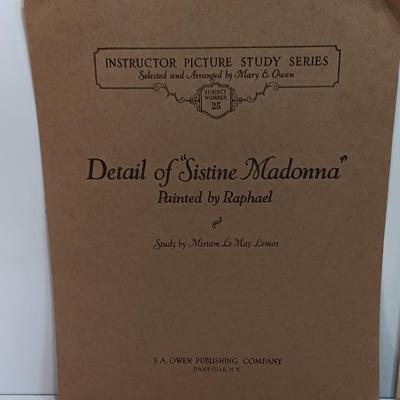 INSTRUCTOR PICTURE STUDY SERIES
Selected and Arranged by Mary E. Owen
SUBJECT
NUMBER
25
Detail of "Sistine Madonna"
Painted by Raphael
Study by Miriam LeMay Lemos
F. A. OWEN PUBLISHING COMPANY
DANSVILLE, N. Y.